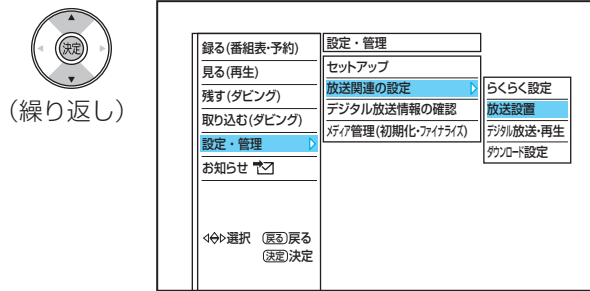 決定
(繰り返し)
録る(番組表・予約)
見る(再生)
残す(ダビング)
取り込む(ダビング)
設定・管理
お知らせ
選択 戻る戻る
決定決定
設定・管理
セットアップ
放送関連の設定
デジタル放送情報の確認
メディア管理(初期化・ファイナライズ)
らくらく設定
放送設置
デジタル放送・再生
ダウンロード設定